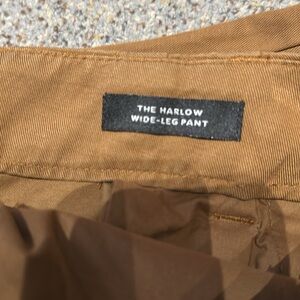 THE HARLOW
WIDE-LEG PANT